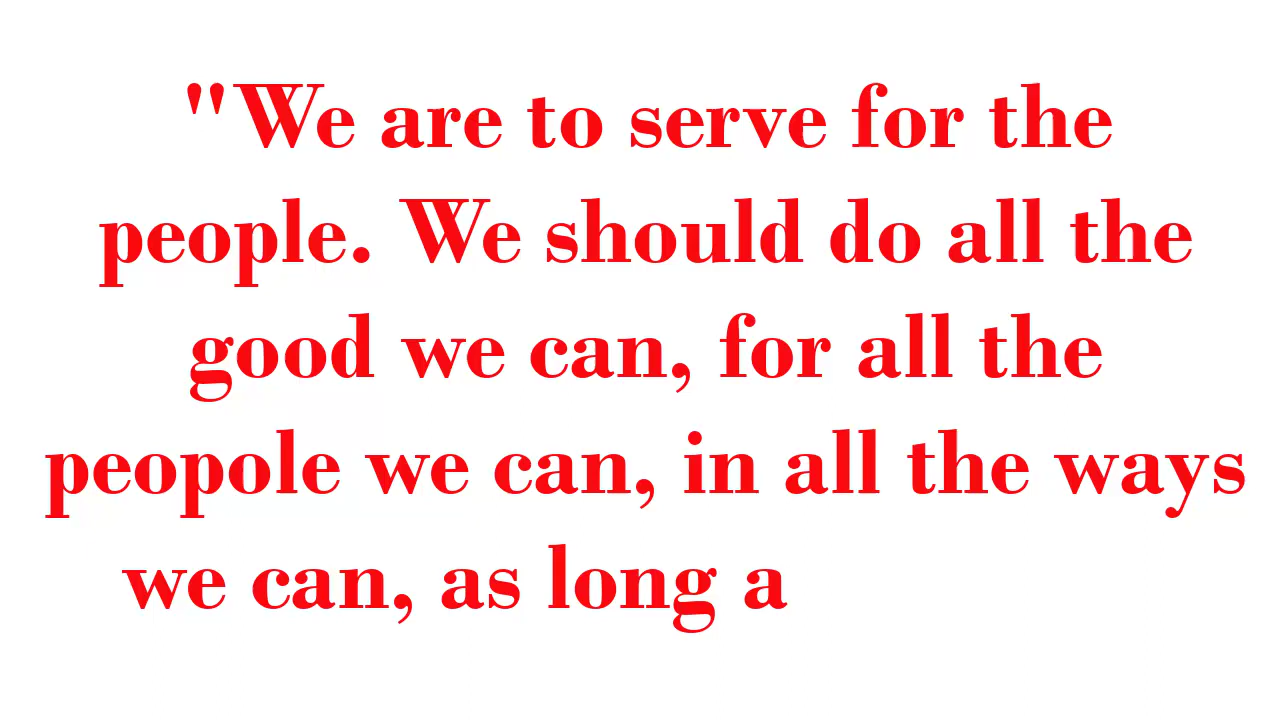 "We are to serve for the
people. We should do all the
good we can, for all the
peopole we can, in all the ways
we can, as long a